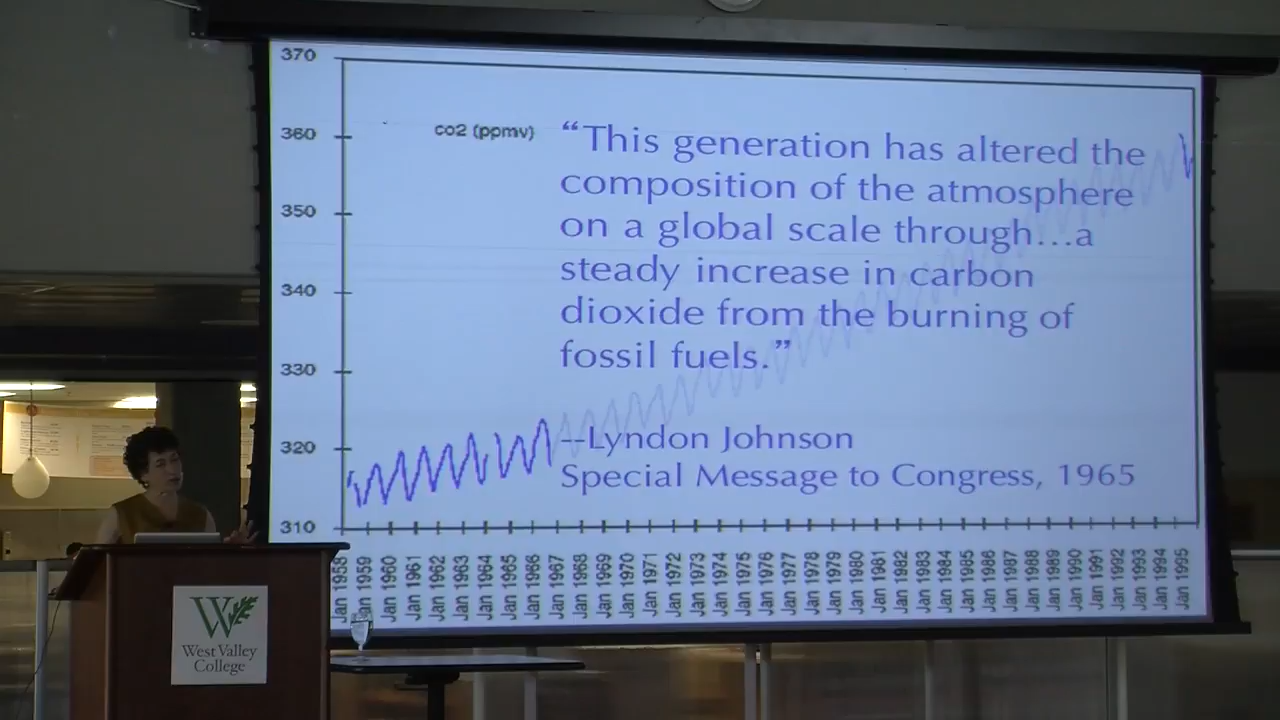 370
360
350
340
330
320
310
co2 (ppmv)
“This generation has altered the
composition of the atmosphere
on a global scale through...a
steady increase in carbon
dioxide from the burning of
fossil fuels.”
--Lyndon Johnson
Special Message to Congress, 1965
Jan 1958
Jan 1959
Jan 1960
Jan 1961
Jan 1962
Jan 1963
Jan 1964
Jan 1965
Jan 1966
Jan 1967
Jan 1968
Jan 1969
Jan 1970
Jan 1971
Jan 1972
Jan 1973
Jan 1974
Jan 1975
Jan 1976
Jan 1977
Jan 1978
Jan 1979
Jan 1980
Jan 1981
Jan 1982
Jan 1983
Jan 1984
Jan 1985
Jan 1986
Jan 1987
Jan 1988
Jan 1989
Jan 1990
Jan 1991
Jan 1992
Jan 1993
Jan 1994
Jan 1995
W
West Valley
College